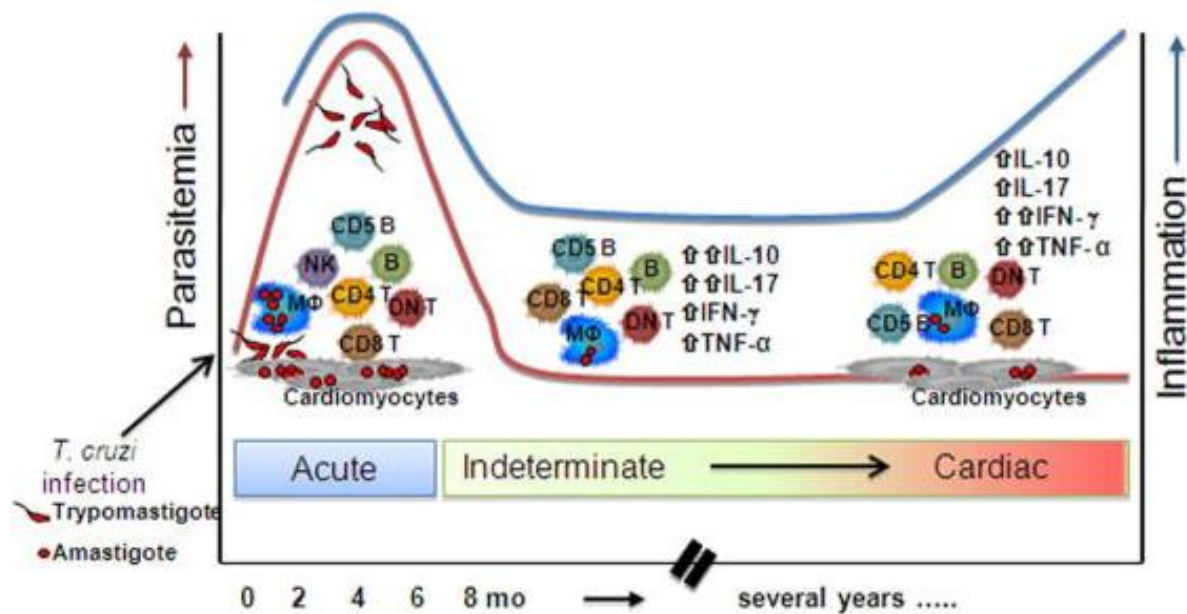 Parasitemia
Inflammation
CD5 B
NK
B
MΦ
CD4 T
DN T
CD8 T
Cardiomyocytes
CD5 B
B
CD4 T
CD8 T
DN T
MΦ
⇧⇧IL-10
⇧⇧IL-17
⇧IFN-γ
⇧TNF-α
⇧IL-10
⇧IL-17
⇧⇧IFN-γ
⇧⇧TNF-α
CD4 T
B
DN T
CD5 B
MΦ
CD8 T
Cardiomyocytes
T. cruzi
infection
Trypomastigote
Amastigote
Acute
Indeterminate
Cardiac
0 2 4 6 8 mo several years .....